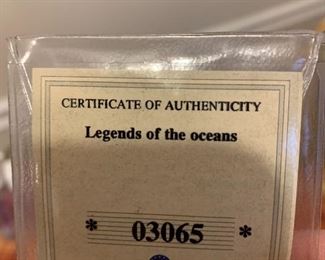 CERTIFICATE OF AUTHENTICITY
Legends of the oceans
* 03065 *